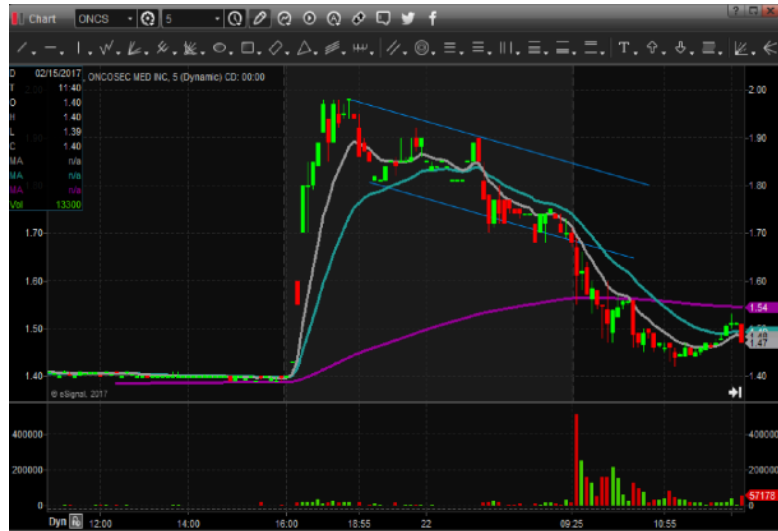 Chart ONCS 5
D 02/15/2017 , ONCOSEC MED INC, 5 (Dynamic) CD: 00:00
T 11:40
O 1.40
H 1.40
L 1.39
C 1.40
MA n/a
MA n/a
MA n/a
Vol 13300
2.00
1.90
1.80
1.70 1.70
1.60 1.60
1.54
1.50 1.50
1.48
1.47
1.40 1.40
© eSignal, 2017
400000 400000
200000 200000
57178
0 0
Dyn 12:00 14:00 16:00 18:55 22 09:25 10:55